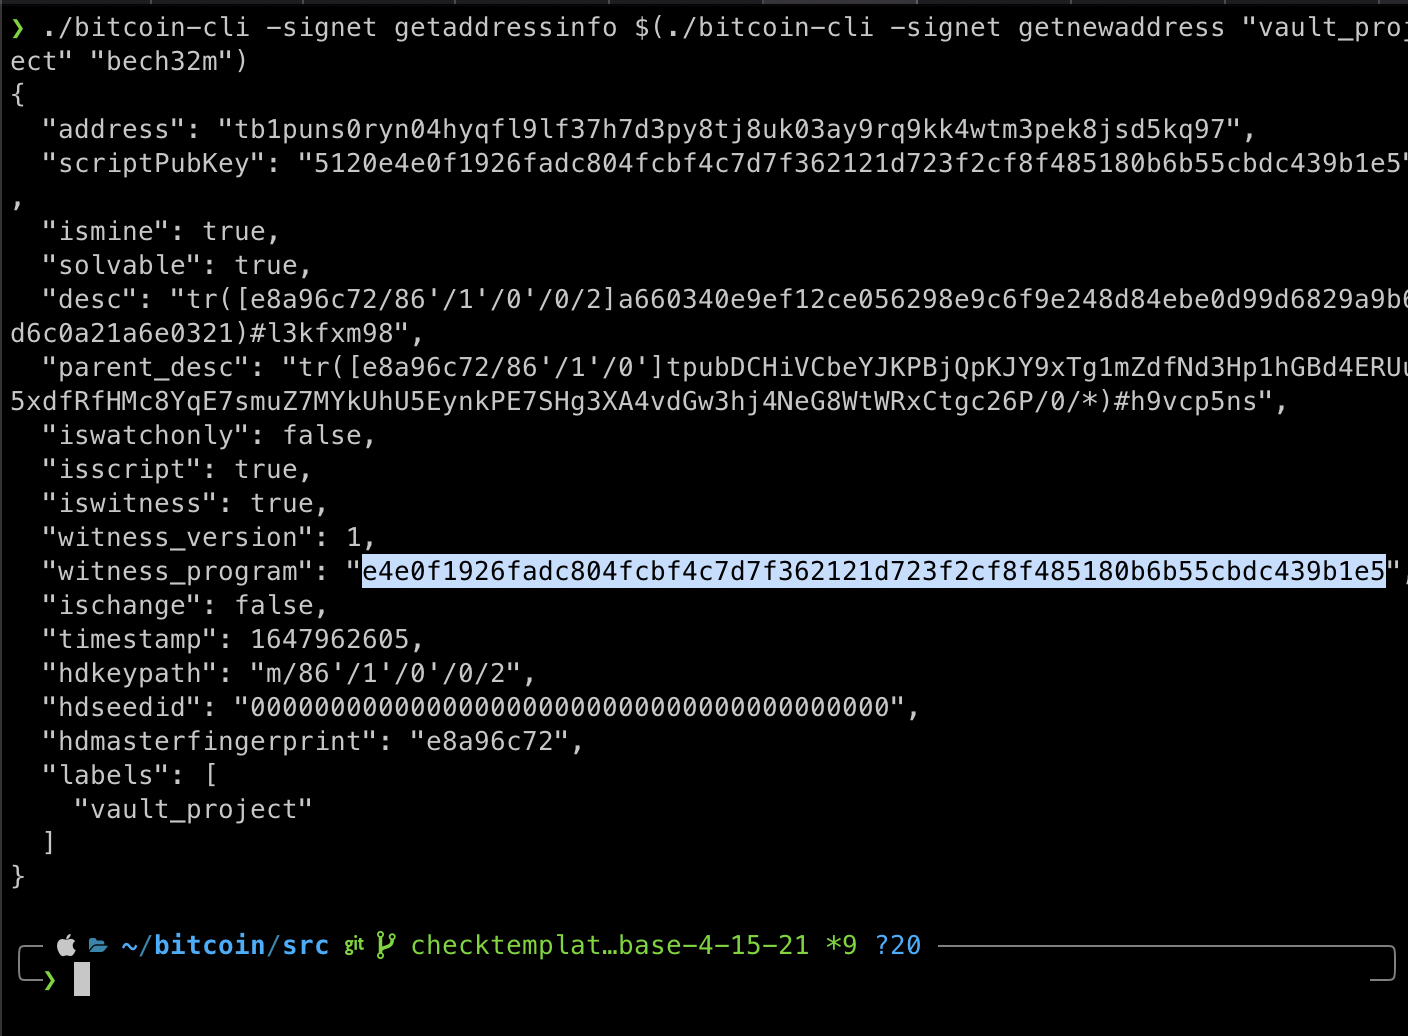 ❯ ./bitcoin-cli -signet getaddressinfo $(./bitcoin-cli -signet getnewaddress "vault_proj
ect" "bech32m")
{
  "address": "tb1puns0ryn04hyqfl9lf37h7d3py8tj8uk03ay9rq9kk4wtm3pek8jsd5kq97",
  "scriptPubKey": "5120e4e0f1926fadc804fcbf4c7d7f362121d723f2cf8f485180b6b55cbdc439b1e5"
,
  "ismine": true,
  "solvable": true,
  "desc": "tr([e8a96c72/86'/1'/0'/0/2]a660340e9ef12ce056298e9c6f9e248d84ebe0d99d6829a9b6
d6c0a21a6e0321)#l3kfxm98",
  "parent_desc": "tr([e8a96c72/86'/1'/0']tpubDCHiVCbeYJKPBjQpKJY9xTg1mZdfNd3Hp1hGBd4ERUu
5xdfRfHMc8YqE7smuZ7MYkUhU5EynkPE7SHg3XA4vdGw3hj4NeG8WtWRxCtgc26P/0/*)#h9vcp5ns",
  "iswatchonly": false,
  "isscript": true,
  "iswitness": true,
  "witness_version": 1,
  "witness_program": "e4e0f1926fadc804fcbf4c7d7f362121d723f2cf8f485180b6b55cbdc439b1e5",
  "ischange": false,
  "timestamp": 1647962605,
  "hdkeypath": "m/86'/1'/0'/0/2",
  "hdseedid": "0000000000000000000000000000000000000000",
  "hdmasterfingerprint": "e8a96c72",
  "labels": [
    "vault_project"
  ]
}
~/bitcoin/src git checktemplat…base-4-15-21 *9 ?20
❯